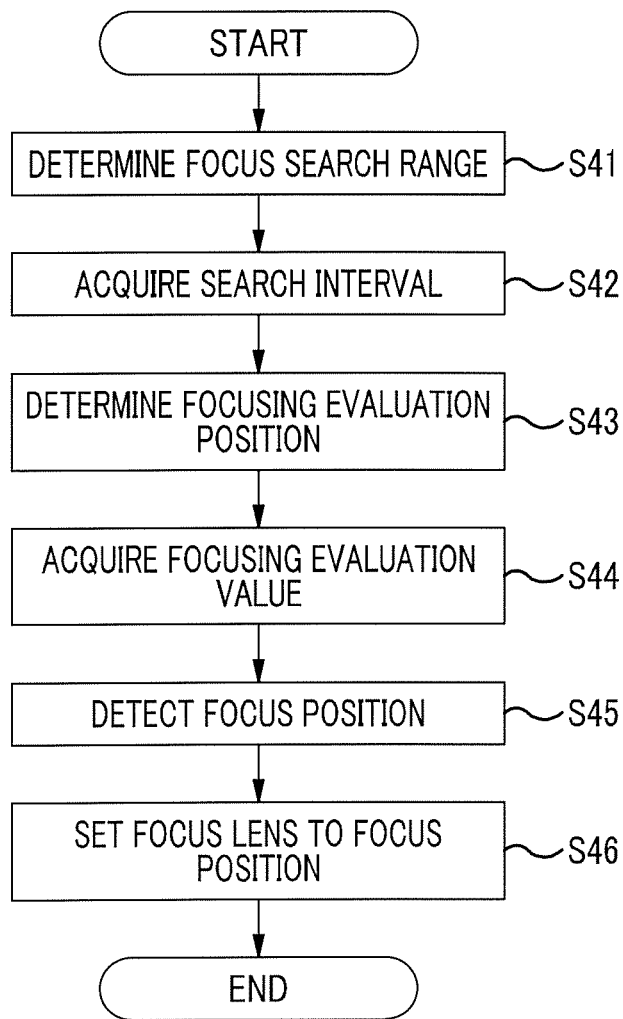 START
DETERMINE FOCUS SEARCH RANGE
S41
ACQUIRE SEARCH INTERVAL
S42
DETERMINE FOCUSING EVALUATION
POSITION
S43
ACQUIRE FOCUSING EVALUATION
VALUE
S44
DETECT FOCUS POSITION
S45
SET FOCUS LENS TO FOCUS
POSITION
S46
END